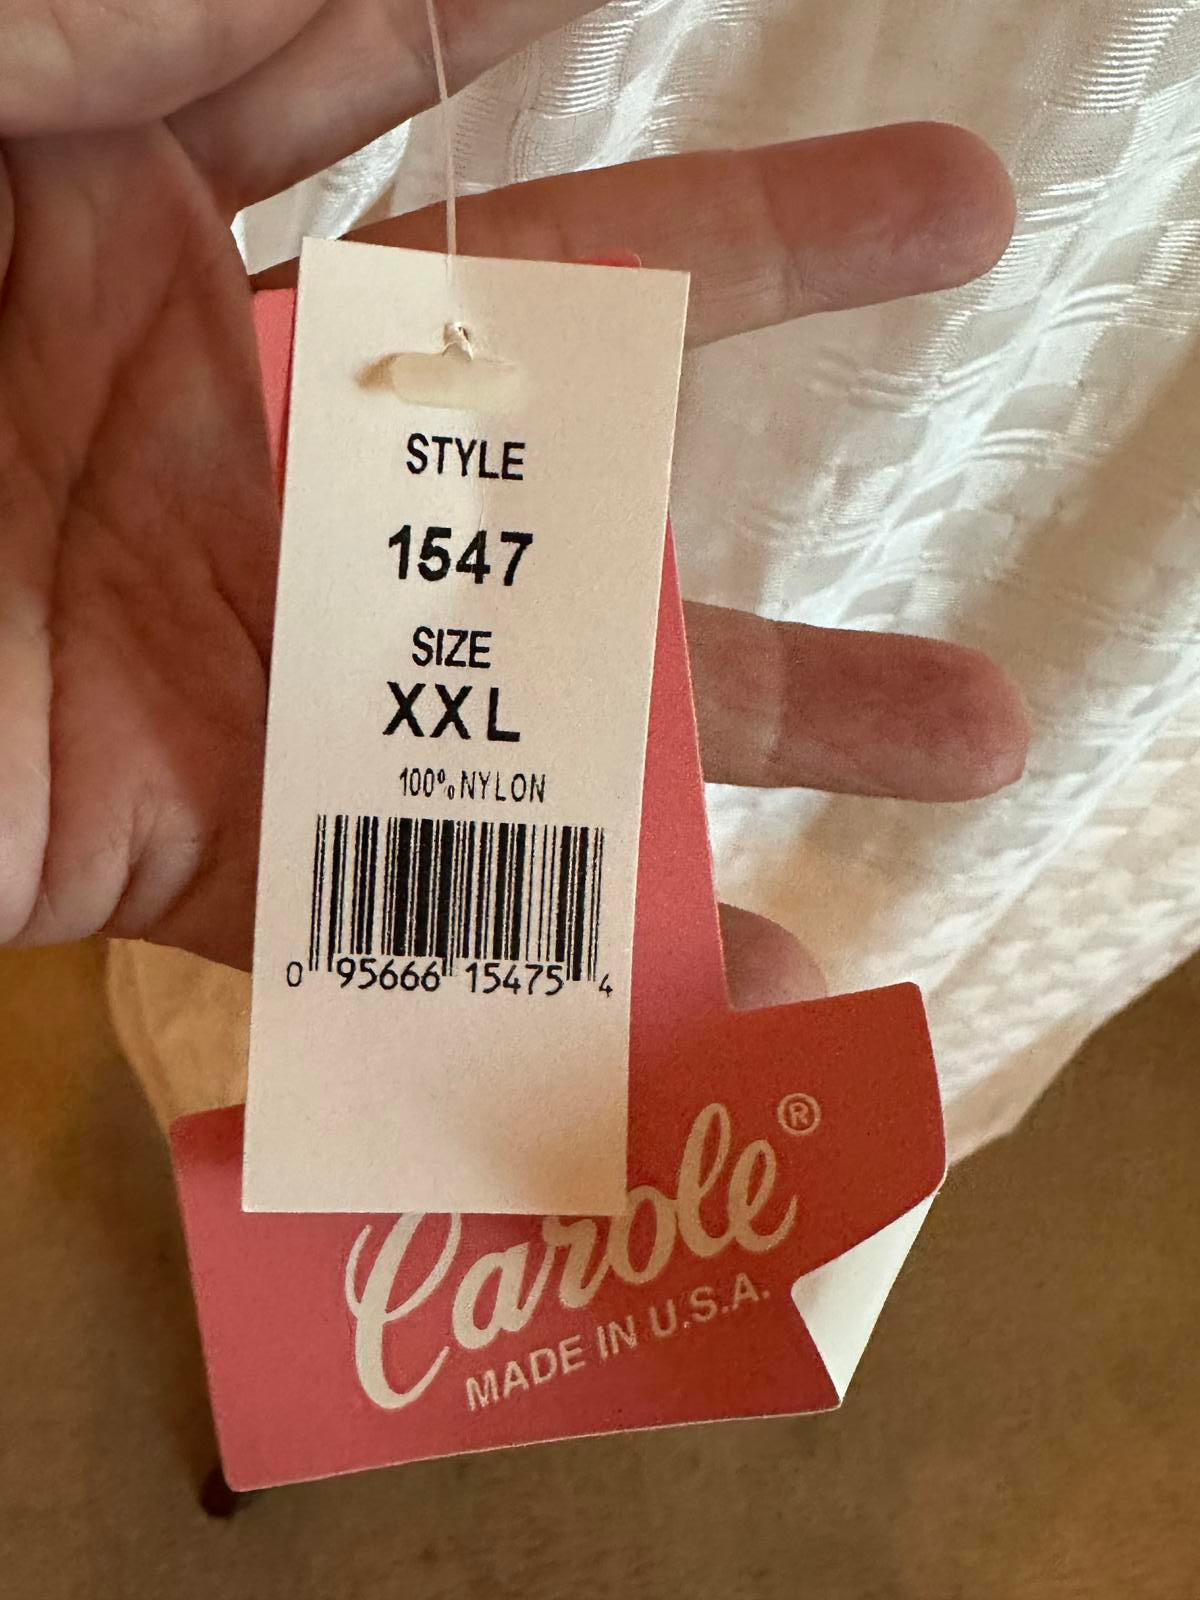 STYLE
1547
SIZE
XXL
100% NYLON
0 95666 15475 4
Carole®
MADE IN U.S.A.